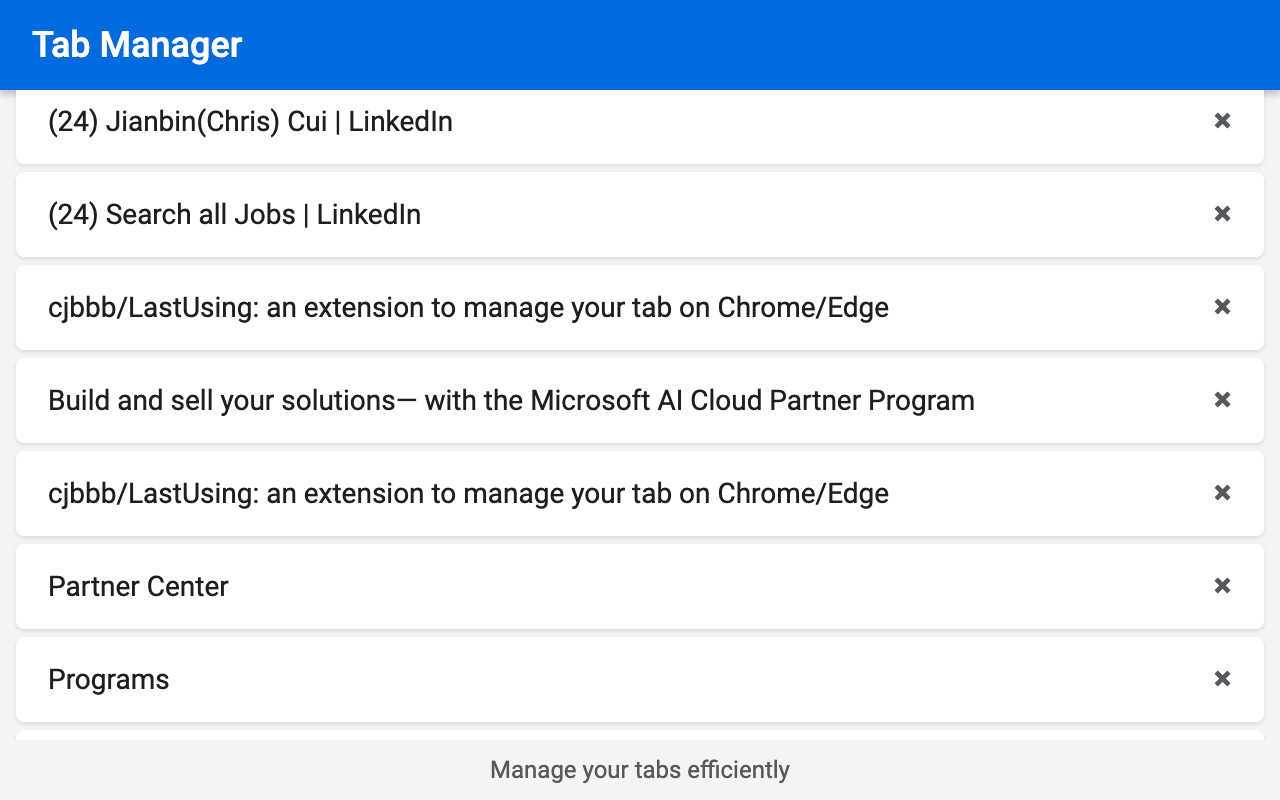 Tab Manager
(24) Jianbin(Chris) Cui | LinkedIn
(24) Search all Jobs | LinkedIn
cjbbb/LastUsing: an extension to manage your tab on Chrome/Edge
Build and sell your solutions— with the Microsoft AI Cloud Partner Program
cjbbb/LastUsing: an extension to manage your tab on Chrome/Edge
Partner Center
Programs
Manage your tabs efficiently